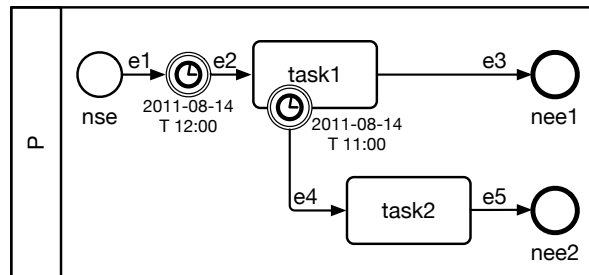 P
e1
e2
task1
e3
nse
2011-08-14
T 12:00
2011-08-14
T 11:00
nee1
e4
task2
e5
nee2